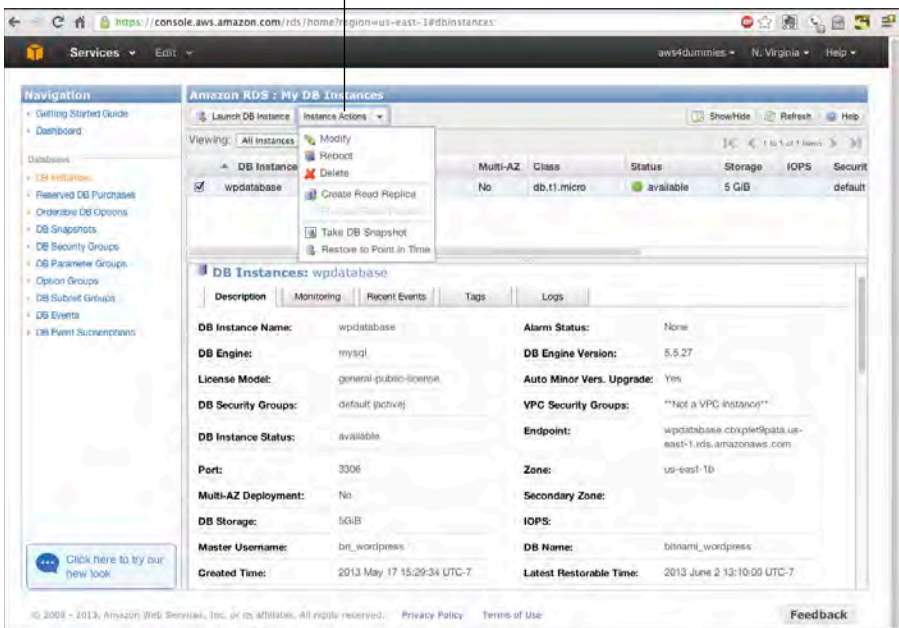 https://console.aws.amazon.com/rds/home?region=us-east-1#dbinstances:
Services Edit aws4dummies N. Virginia Help
Navigation
Getting Started Guide
Dashboard
Databases
DB Instances
Reserved DB Purchases
Orderable DB Options
DB Snapshots
DB Security Groups
DB Parameter Groups
Option Groups
DB Subnet Groups
DB Events
DB Event Subscriptions
Click here to try our
new look
Amazon RDS : My DB Instances
Launch DB Instance Instance Actions Show/Hide Refresh Help
Viewing: All Instances 1 to 1 of 1 items
DB Instance Multi-AZ Class Status Storage IOPS Securit
wpdatabase No db.t1.micro available 5 GiB default
Modify
Reboot
Delete
Create Read Replica
Take DB Snapshot
Restore to Point in Time
DB Instances: wpdatabase
Description Monitoring Recent Events Tags Logs
DB Instance Name: wpdatabase Alarm Status: None
DB Engine: mysql DB Engine Version: 5.5.27
License Model: general-public-license Auto Minor Vers. Upgrade: Yes
DB Security Groups: default (active) VPC Security Groups: **Not a VPC Instance**
DB Instance Status: available Endpoint: wpdatabase.cbxplet9pata.us-
east-1.rds.amazonaws.com
Port: 3306 Zone: us-east-1b
Multi-AZ Deployment: No Secondary Zone:
DB Storage: 5GiB IOPS:
Master Username: bn_wordpress DB Name: bitnami_wordpress
Created Time: 2013 May 17 15:29:34 UTC-7 Latest Restorable Time: 2013 June 2 13:10:00 UTC-7
© 2008 - 2013, Amazon Web Services, Inc. or its affiliates. All rights reserved. Privacy Policy Terms of Use Feedback